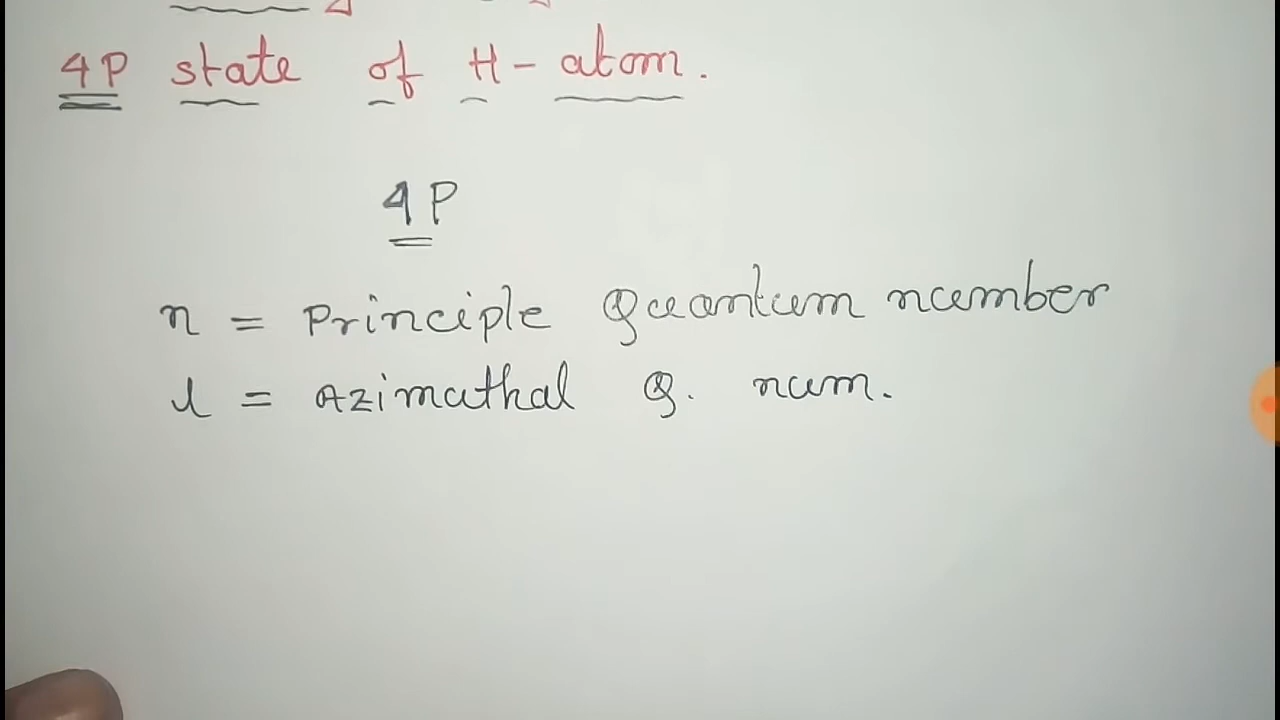 4P state of H-atom.
4P
n = Principle Quantum number
l = Azimuthal Q. num.